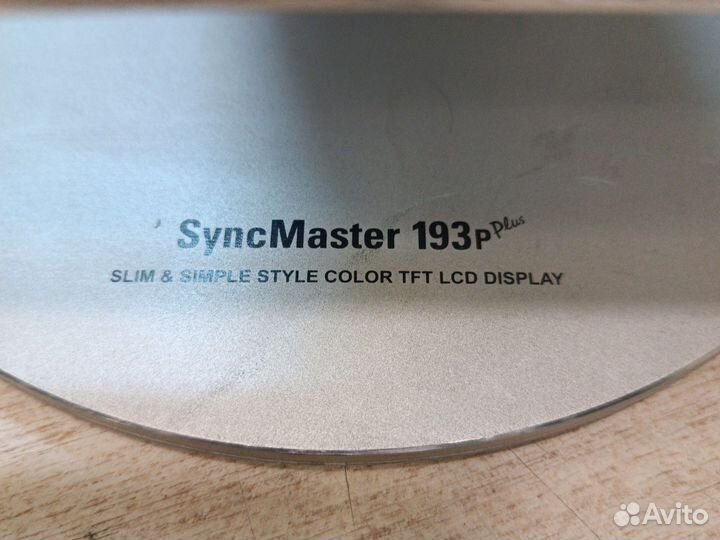 SyncMaster 193P Plus
SLIM & SIMPLE STYLE COLOR TFT LCD DISPLAY
Avito